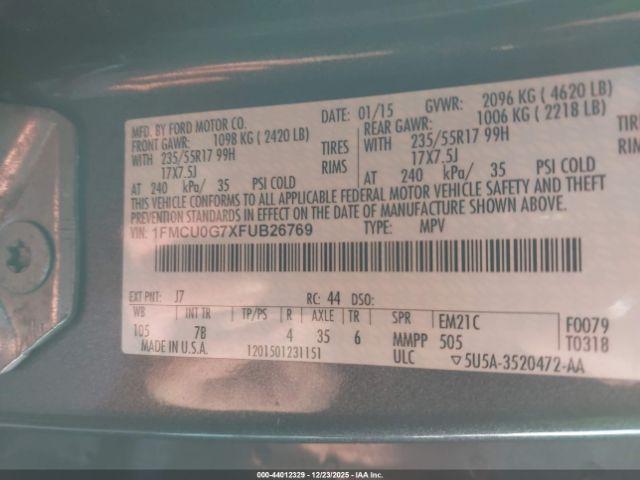 MFD. BY FORD MOTOR CO.
DATE: 01/15 GVWR: 2096 KG ( 4620 LB)
FRONT GAWR: 1098 KG ( 2420 LB) REAR GAWR: 1006 KG ( 2218 LB)
WITH 235/55R17 99H TIRES WITH 235/55R17 99H TIRES
17X7.5J RIMS 17X7.5J RIMS
AT 240 kPa/ 35 PSI COLD AT 240 kPa/ 35 PSI COLD
THIS VEHICLE CONFORMS TO ALL APPLICABLE FEDERAL MOTOR VEHICLE SAFETY AND THEFT
PREVENTION STANDARDS IN EFFECT ON THE DATE OF MANUFACTURE SHOWN ABOVE.
VIN: 1FMCU0G7XFUB26769 TYPE: MPV
EXT PNT: J7 RC: 44 DSO:
WB INT TR TP/PS R AXLE TR SPR EM21C F0079
105 7B 4 35 6 MMPP 505 T0318
MADE IN U.S.A. 1201501231151 ULC ▽5U5A-3520472-AA
000-44012329 - 12/23/2025 - IAA Inc.